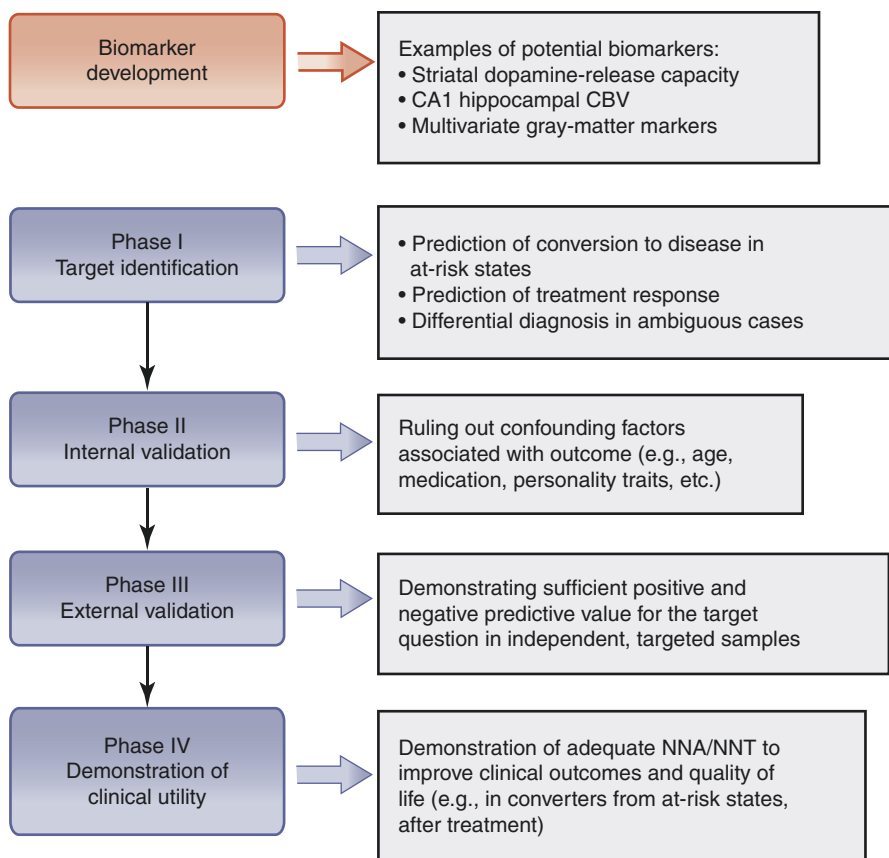 Biomarker
development
Examples of potential biomarkers:
• Striatal dopamine-release capacity
• CA1 hippocampal CBV
• Multivariate gray-matter markers
Phase I
Target identification
• Prediction of conversion to disease in
at-risk states
• Prediction of treatment response
• Differential diagnosis in ambiguous cases
Phase II
Internal validation
Ruling out confounding factors
associated with outcome (e.g., age,
medication, personality traits, etc.)
Phase III
External validation
Demonstrating sufficient positive and
negative predictive value for the target
question in independent, targeted samples
Phase IV
Demonstration of
clinical utility
Demonstration of adequate NNA/NNT to
improve clinical outcomes and quality of
life (e.g., in converters from at-risk states,
after treatment)